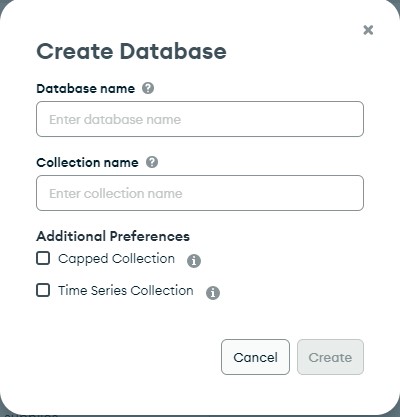 Create Database
Database name
Enter database name
Collection name
Enter collection name
Additional Preferences
Capped Collection
Time Series Collection
Cancel Create